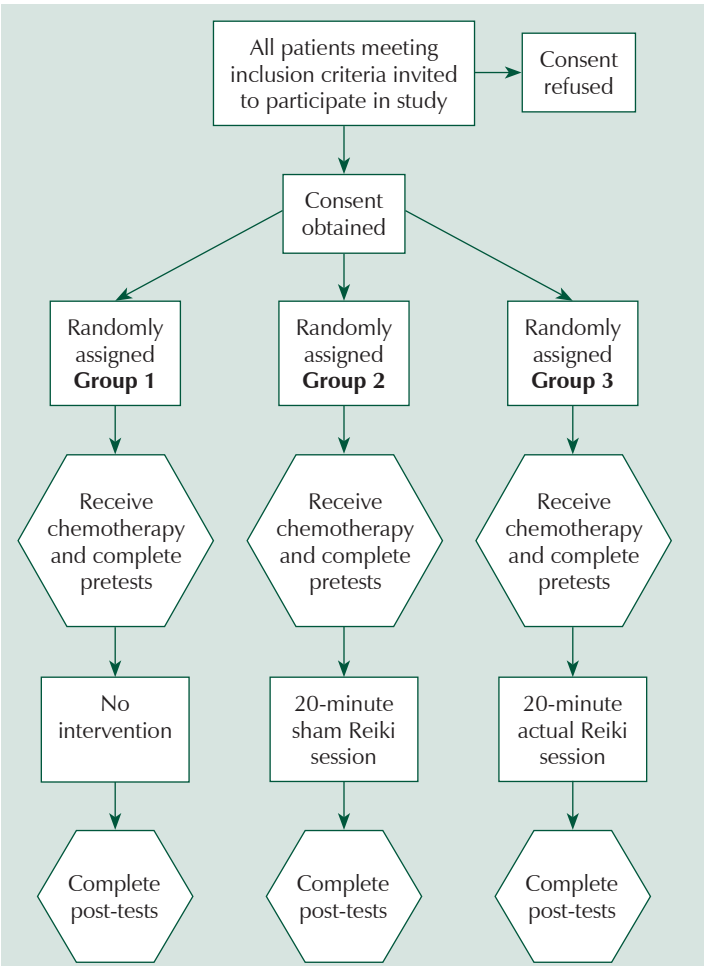 All patients meeting
inclusion criteria invited
to participate in study
Consent
refused
Consent
obtained
Randomly
assigned
Group 1
Randomly
assigned
Group 2
Randomly
assigned
Group 3
Receive
chemotherapy
and complete
pretests
Receive
chemotherapy
and complete
pretests
Receive
chemotherapy
and complete
pretests
No
intervention
20-minute
sham Reiki
session
20-minute
actual Reiki
session
Complete
post-tests
Complete
post-tests
Complete
post-tests